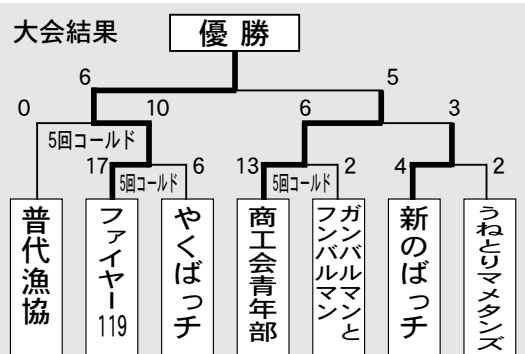 大会結果
優勝
6
5
0
10
6
3
5回コールド
17
5回コールド
6
13
5回コールド
2
4
2
普代漁協
ファイヤー119
やくばっチ
商工会青年部
ガンバルマンと
フンバルマン
新のばっチ
うねとりマメタンズ